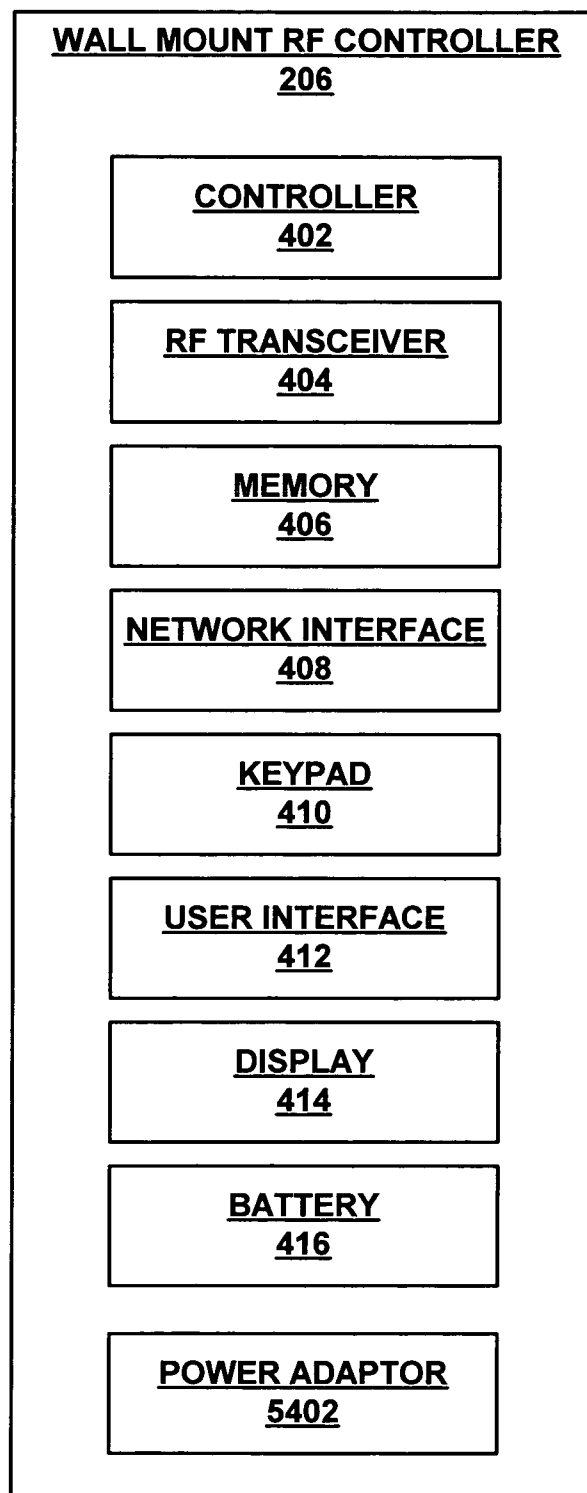 WALL MOUNT RF CONTROLLER
206
CONTROLLER
402
RF TRANSCEIVER
404
MEMORY
406
NETWORK INTERFACE
408
KEYPAD
410
USER INTERFACE
412
DISPLAY
414
BATTERY
416
POWER ADAPTOR
5402